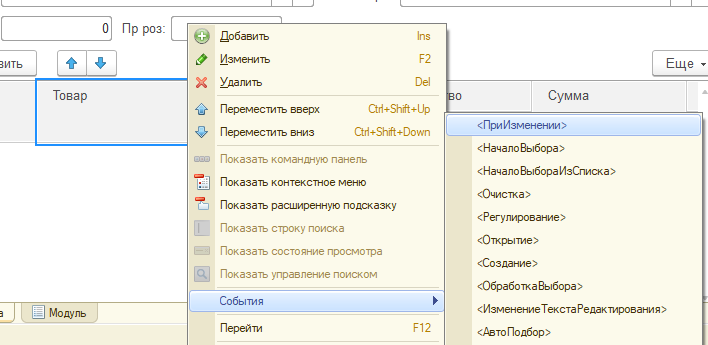 0 Пр роз:
вить Еще
Товар во Сумма
Добавить Ins
Изменить F2
Удалить Del
Переместить вверх Ctrl+Shift+Up
Переместить вниз Ctrl+Shift+Down
Показать командную панель
Показать контекстное меню
Показать расширенную подсказку
Показать строку поиска
Показать состояние просмотра
Показать управление поиском
События
Перейти F12
<ПриИзменении>
<НачалоВыбора>
<НачалоВыбораИзСписка>
<Очистка>
<Регулирование>
<Открытие>
<Создание>
<ОбработкаВыбора>
<ИзменениеТекстаРедактирования>
<АвтоПодбор>
а Модуль